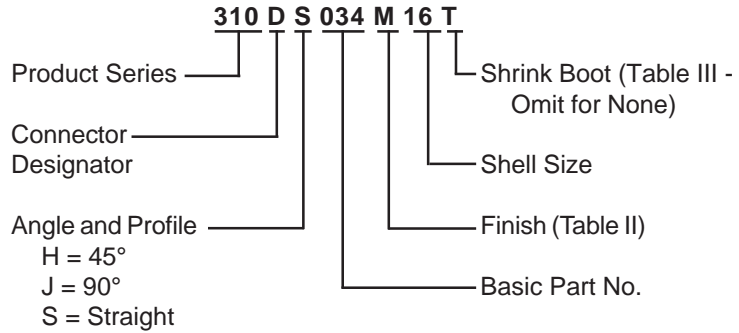 310 D S 034 M 16 T
Product Series
Connector
Designator
Angle and Profile
H = 45°
J = 90°
S = Straight
Shrink Boot (Table III -
Omit for None)
Shell Size
Finish (Table II)
Basic Part No.